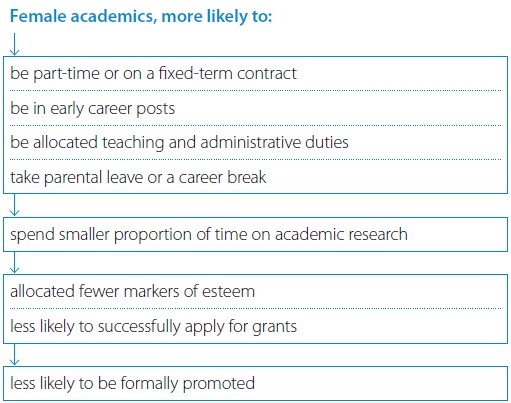 Female academics, more likely to:
be part-time or on a fixed-term contract
be in early career posts
be allocated teaching and administrative duties
take parental leave or a career break
spend smaller proportion of time on academic research
allocated fewer markers of esteem
less likely to successfully apply for grants
less likely to be formally promoted